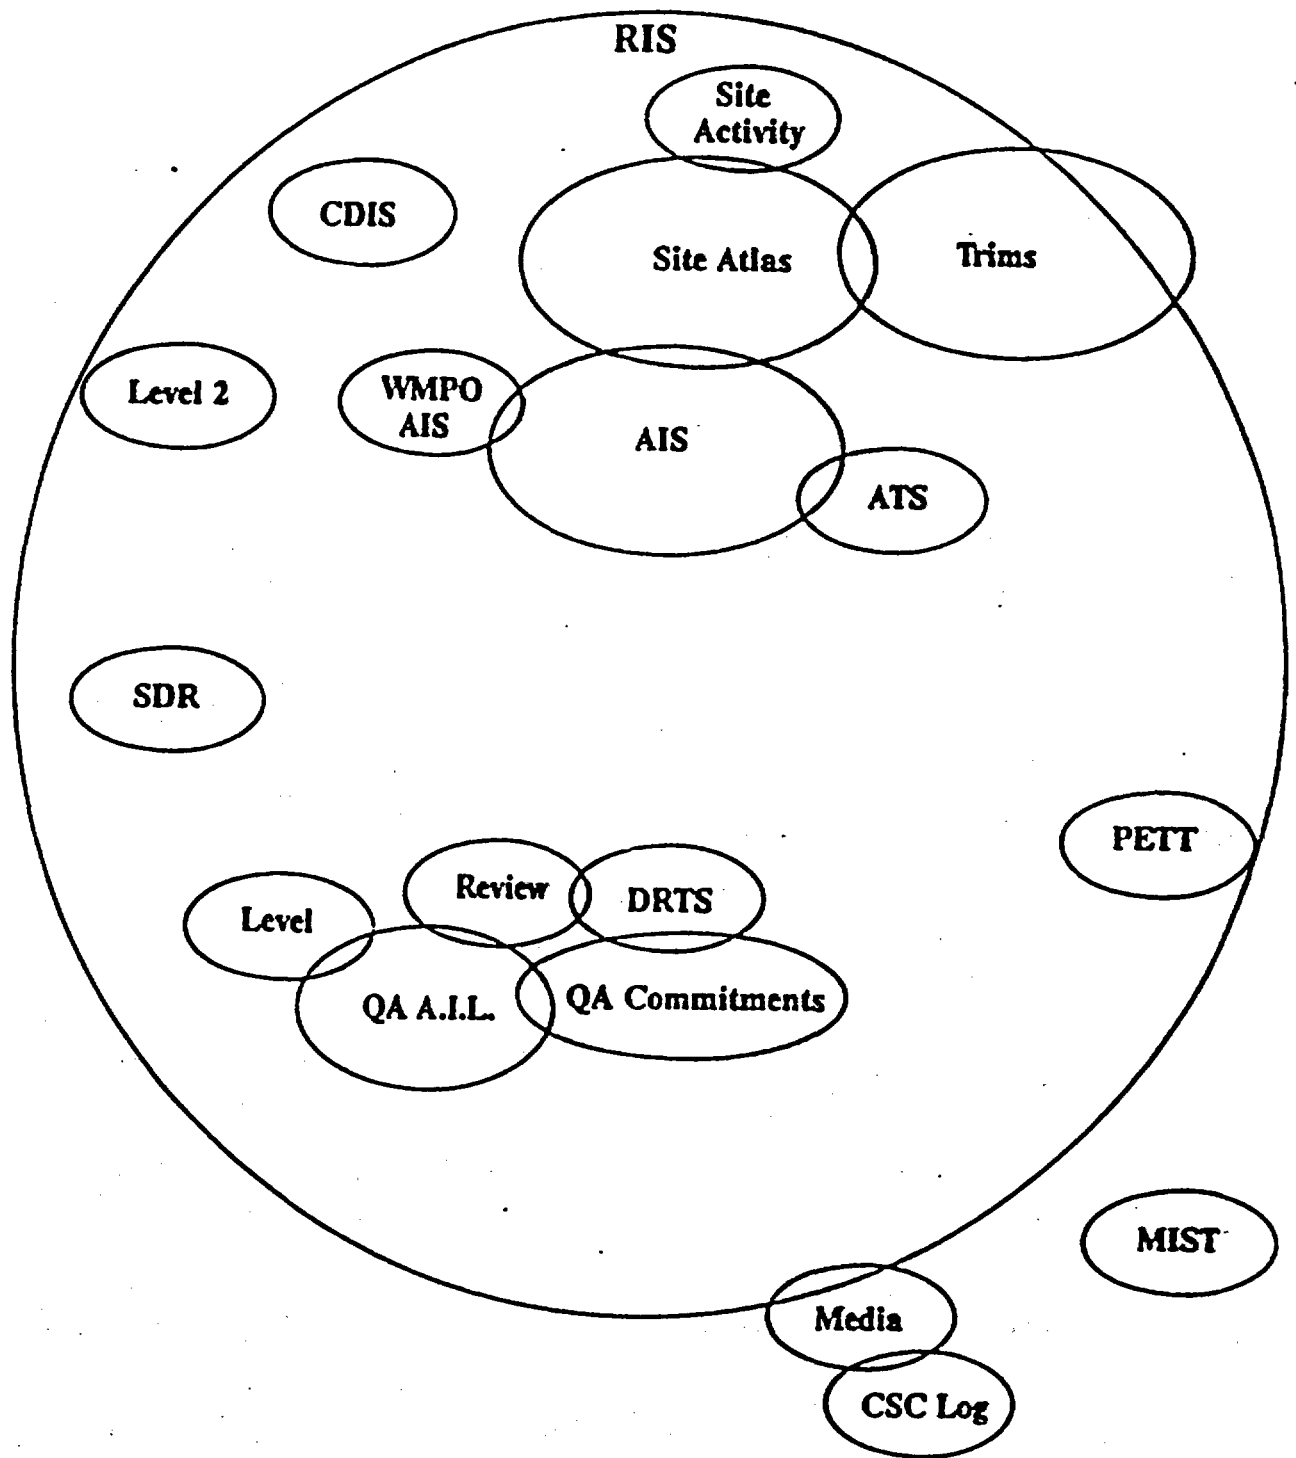 RIS
Site
Activity
CDIS
Site Atlas
Trims
Level 2
WMPO
AIS
AIS
ATS
SDR
PETT
Review
DRTS
Level
QA A.I.L.
QA Commitments
MIST
Media
CSC Log